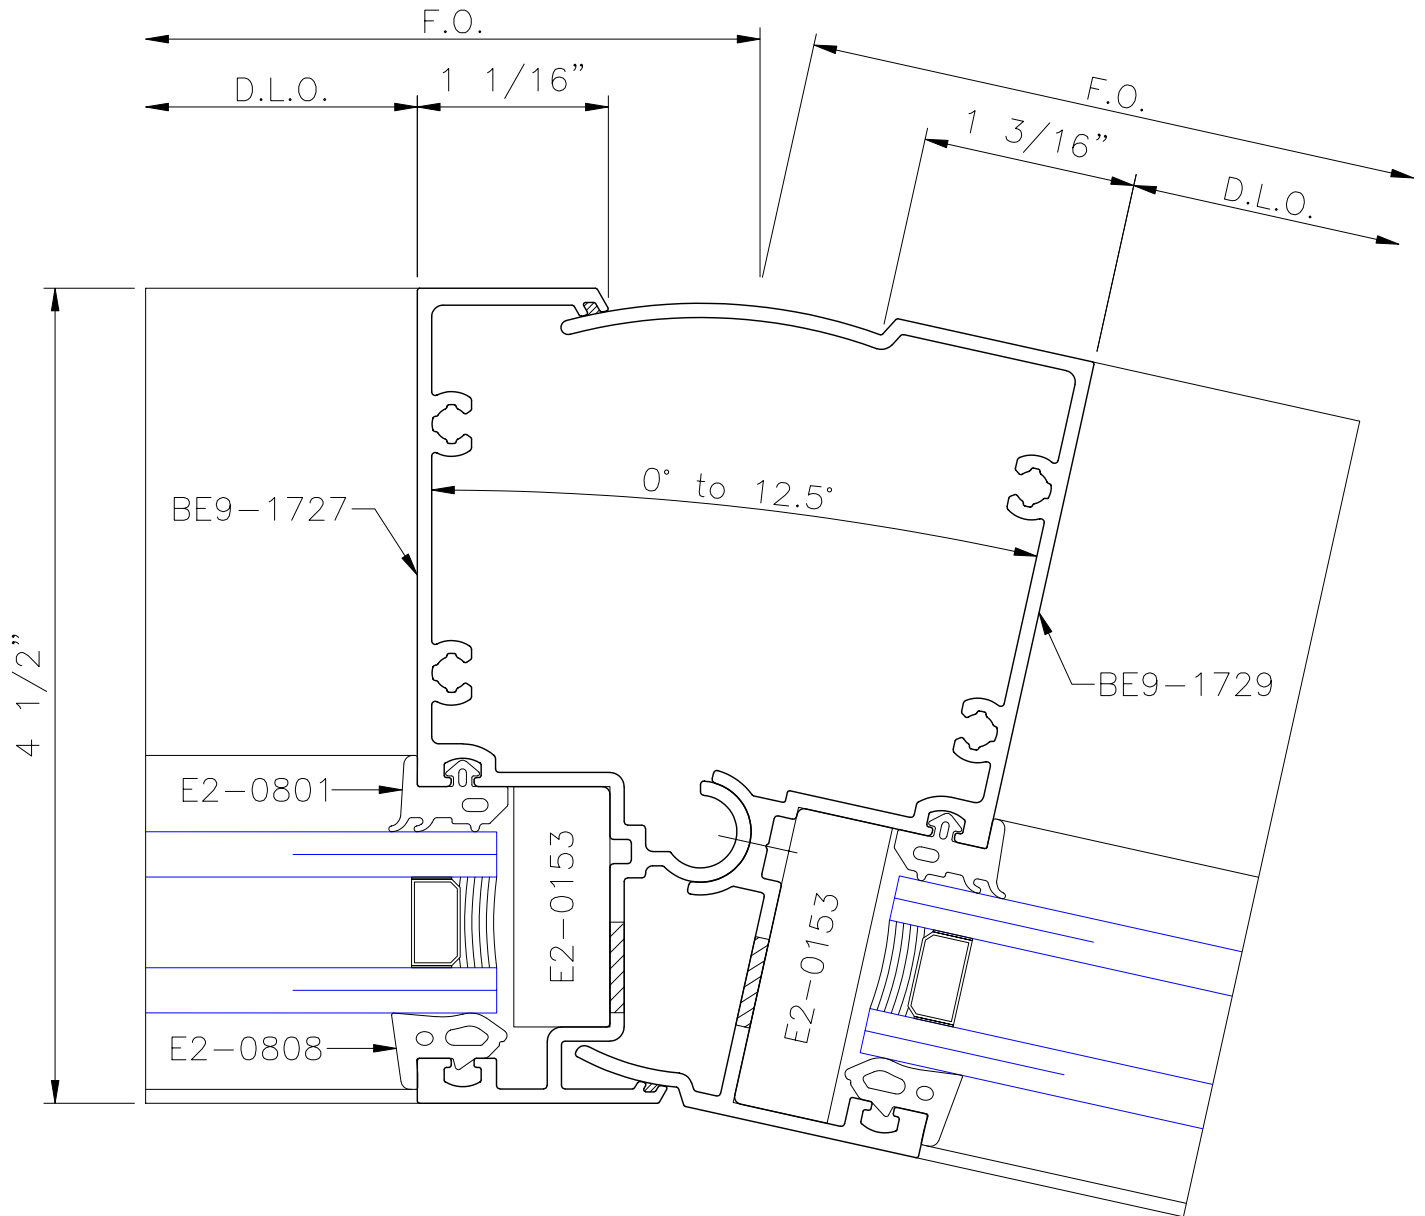 F.O.
D.L.O.
1 1/16”
F.O.
1 3/16”
D.L.O.
0° to 12.5°
BE9-1727
4 1/2”
BE9-1729
E2-0801
E2-0153
E2-0153
E2-0808